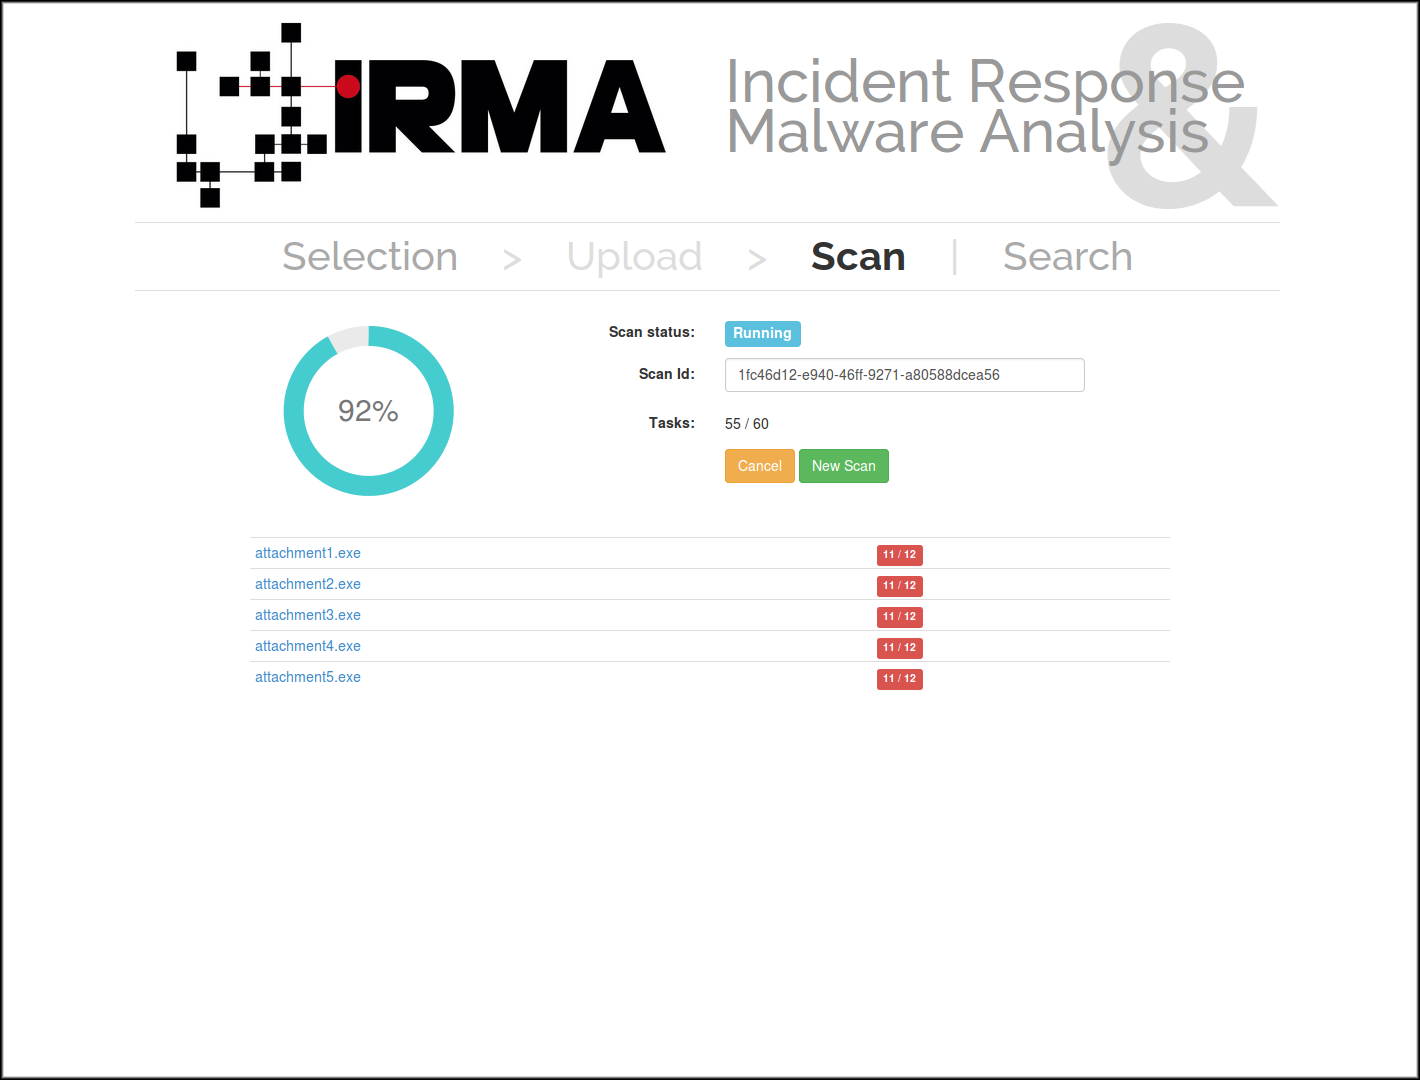 iRMA
Incident Response &
Malware Analysis
Selection > Upload > Scan | Search
92%
Scan status: Running
Scan Id: 1fc46d12-e940-46ff-9271-a80588dcea56
Tasks: 55 / 60
Cancel New Scan
attachment1.exe 11 / 12
attachment2.exe 11 / 12
attachment3.exe 11 / 12
attachment4.exe 11 / 12
attachment5.exe 11 / 12